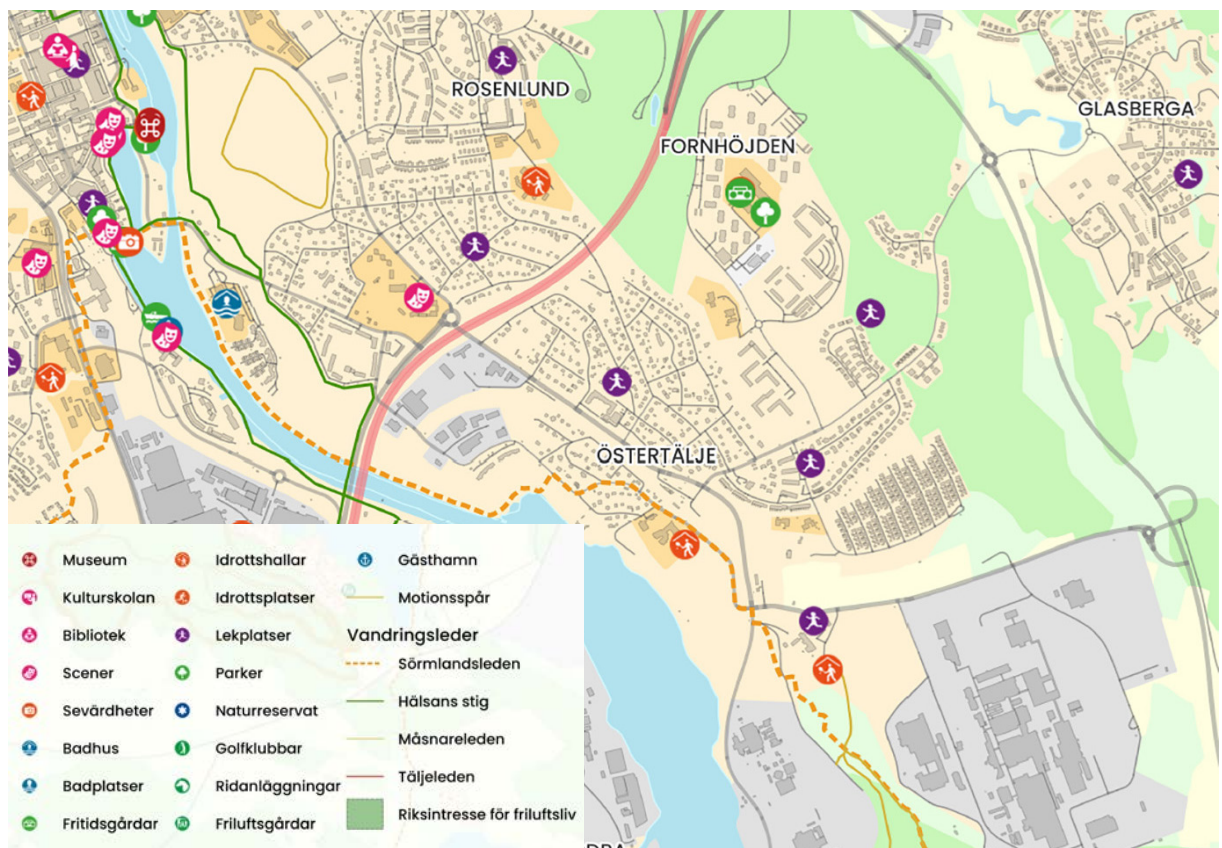 ROSENLUND
GLASBERGA
FORNHÖJDEN
ÖSTERTÄLJE
Museum
Kulturskolan
Bibliotek
Scener
Sevärdheter
Badhus
Badplatser
Fritidsgårdar
Idrottshallar
Idrottsplatser
Lekplatser
Parker
Naturreservat
Golfklubbar
Ridanläggningar
Friluftsgårdar
Gästhamn
Motionsspår
Vandringsleder
Sörmlandsleden
Hälsans stig
Måsnareleden
Täljeleden
Riksintresse för friluftsliv